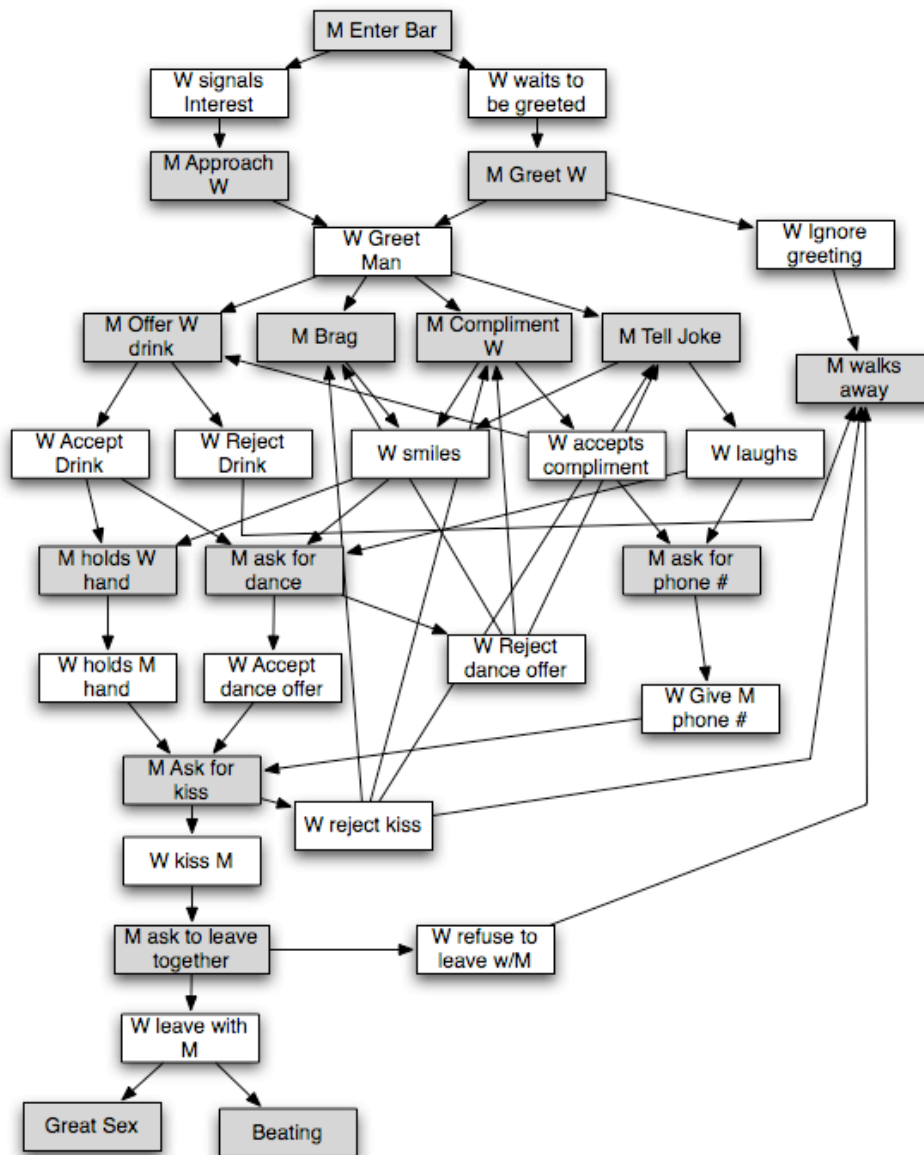 M Enter Bar
W signals
Interest
W waits to
be greeted
M Approach
W
M Greet W
W Greet
Man
W Ignore
greeting
M Offer W
drink
M Brag
M Compliment
W
M Tell Joke
M walks
away
W Accept
Drink
W Reject
Drink
W smiles
W accepts
compliment
W laughs
M holds W
hand
M ask for
dance
M ask for
phone #
W holds M
hand
W Accept
dance offer
W Reject
dance offer
W Give M
phone #
M Ask for
kiss
W reject kiss
W kiss M
M ask to leave
together
W refuse to
leave w/M
W leave with
M
Great Sex
Beating